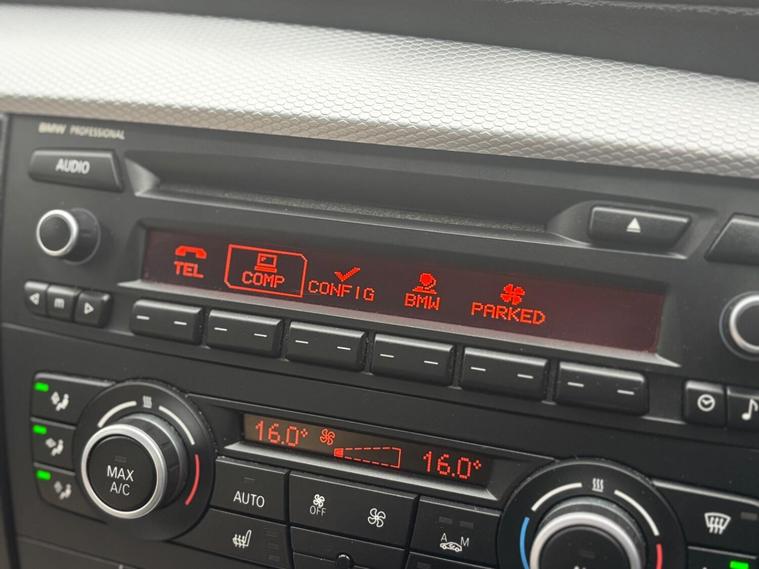 BMW PROFESSIONAL
AUDIO
TEL COMP CONFIG BMW PARKED
m
16.0° 16.0°
MAX
A/C
AUTO
OFF
A M